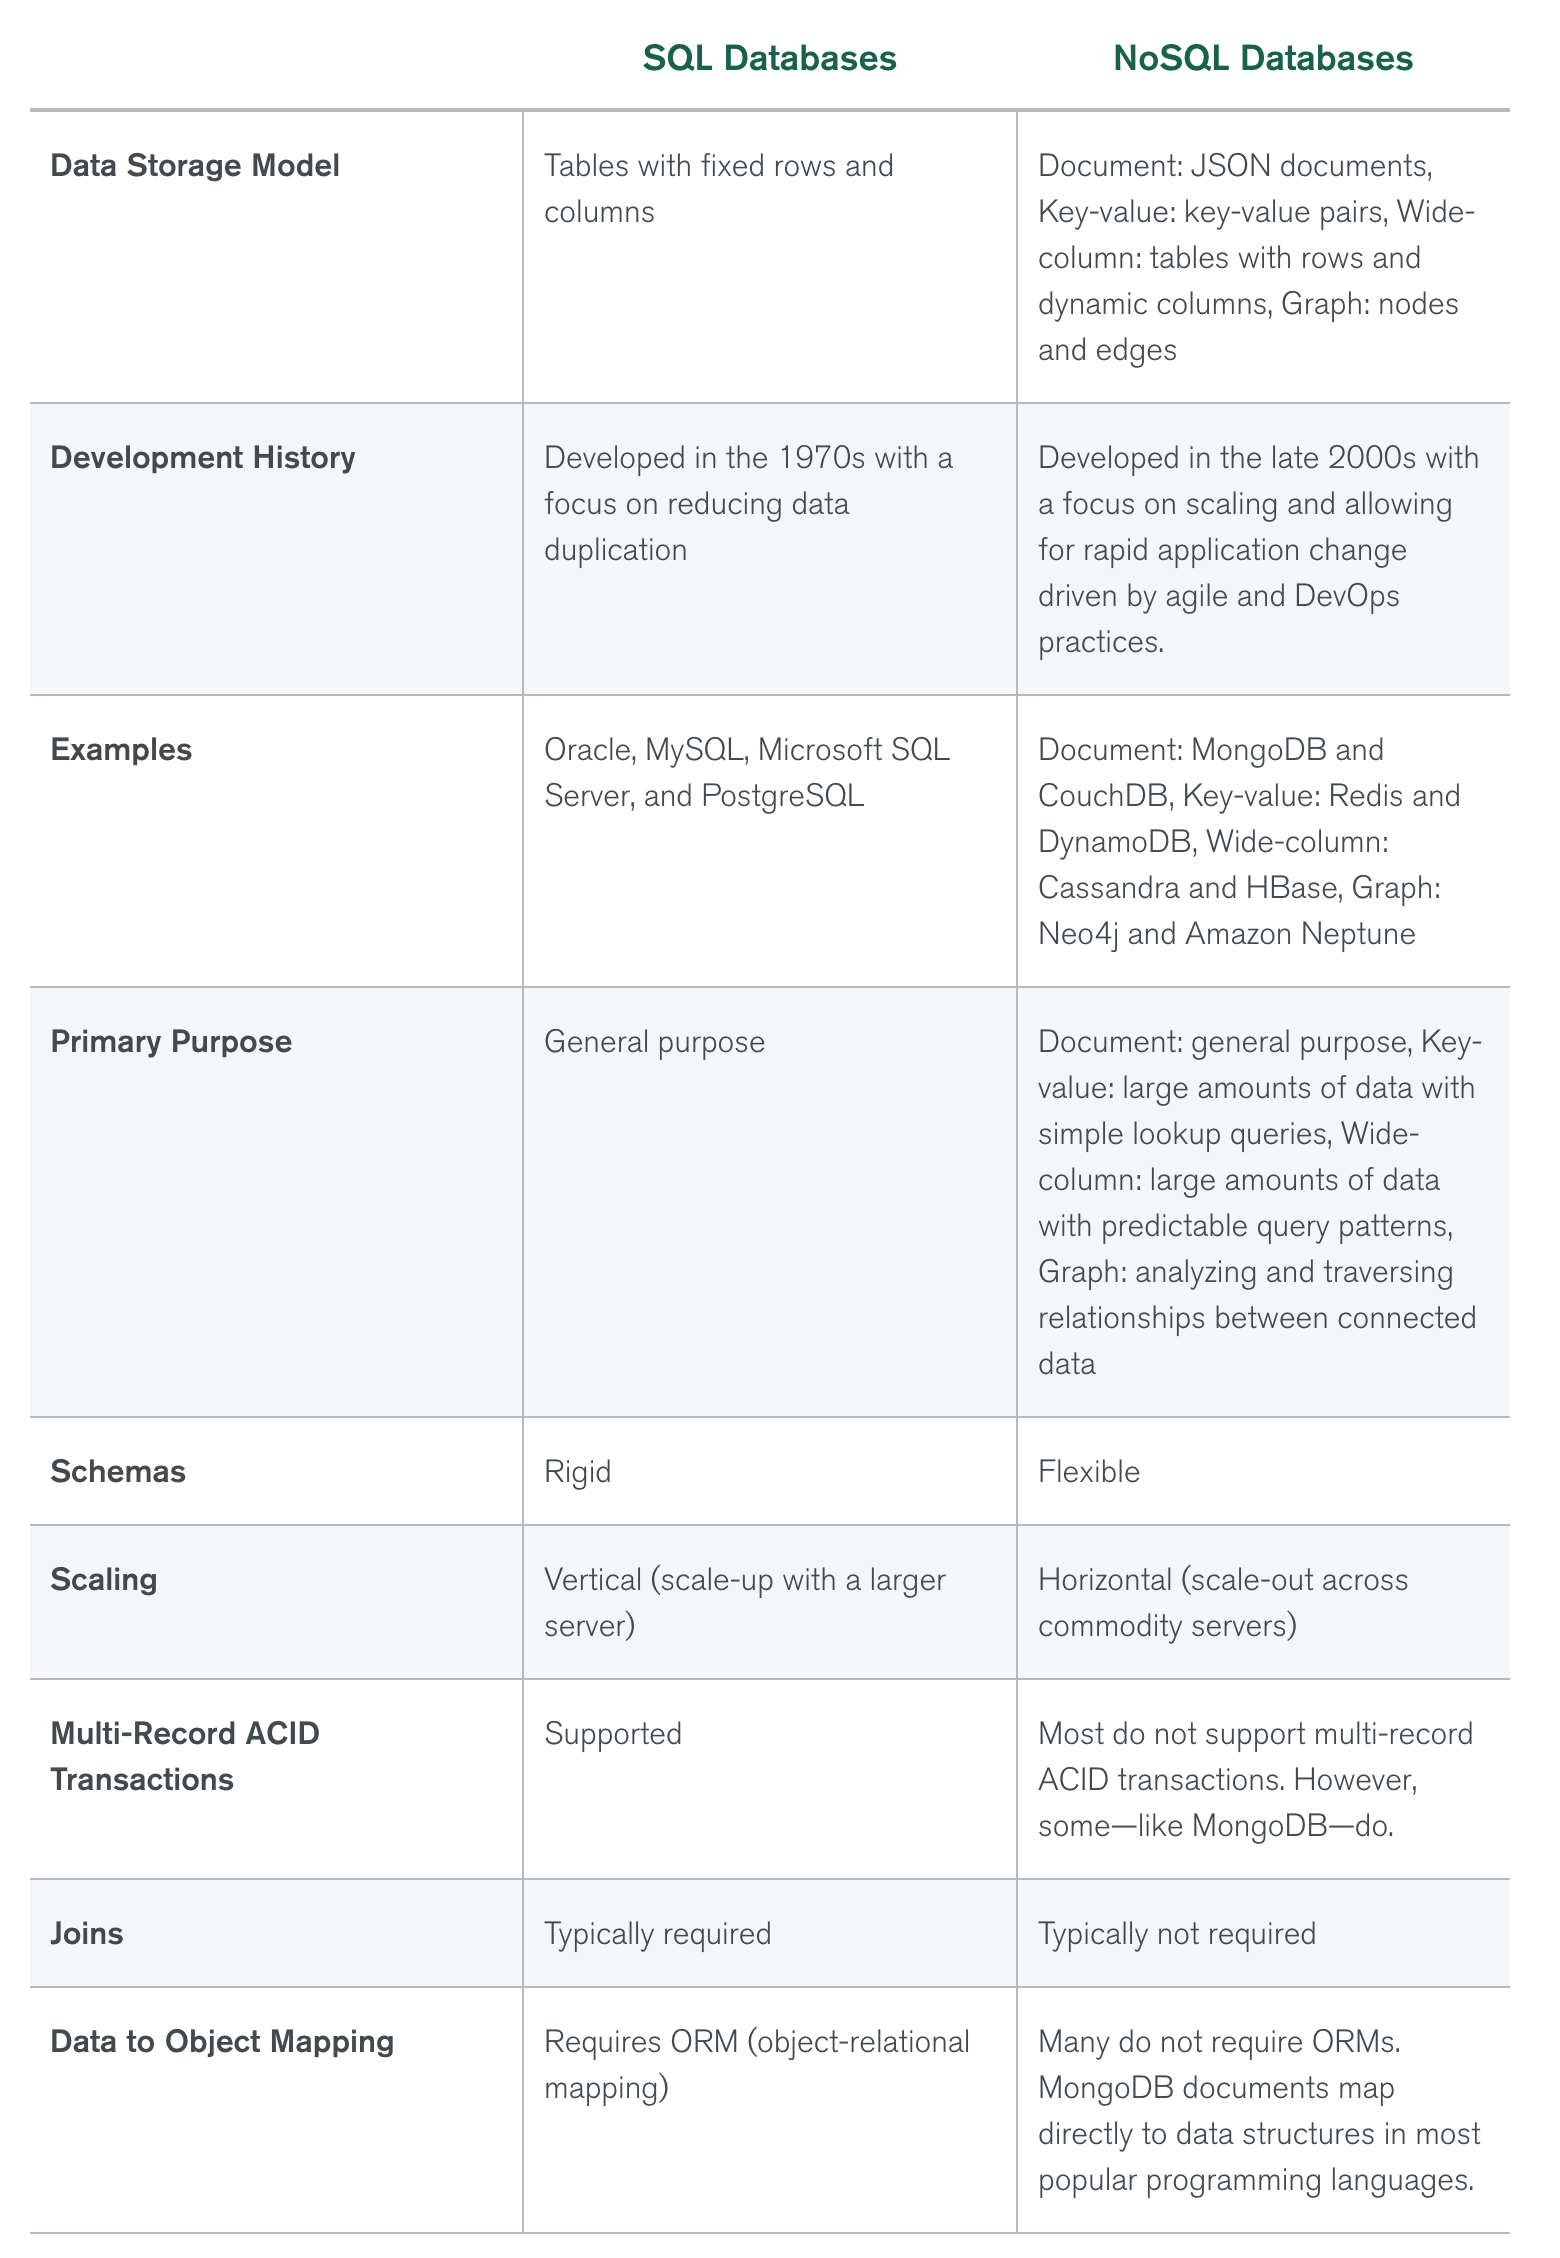 SQL Databases NoSQL Databases
Data Storage Model
Tables with fixed rows and
columns
Document: JSON documents,
Key-value: key-value pairs, Wide-
column: tables with rows and
dynamic columns, Graph: nodes
and edges
Development History
Developed in the 1970s with a
focus on reducing data
duplication
Developed in the late 2000s with
a focus on scaling and allowing
for rapid application change
driven by agile and DevOps
practices.
Examples
Oracle, MySQL, Microsoft SQL
Server, and PostgreSQL
Document: MongoDB and
CouchDB, Key-value: Redis and
DynamoDB, Wide-column:
Cassandra and HBase, Graph:
Neo4j and Amazon Neptune
Primary Purpose
General purpose
Document: general purpose, Key-
value: large amounts of data with
simple lookup queries, Wide-
column: large amounts of data
with predictable query patterns,
Graph: analyzing and traversing
relationships between connected
data
Schemas
Rigid
Flexible
Scaling
Vertical (scale-up with a larger
server)
Horizontal (scale-out across
commodity servers)
Multi-Record ACID
Transactions
Supported
Most do not support multi-record
ACID transactions. However,
some—like MongoDB—do.
Joins
Typically required
Typically not required
Data to Object Mapping
Requires ORM (object-relational
mapping)
Many do not require ORMs.
MongoDB documents map
directly to data structures in most
popular programming languages.